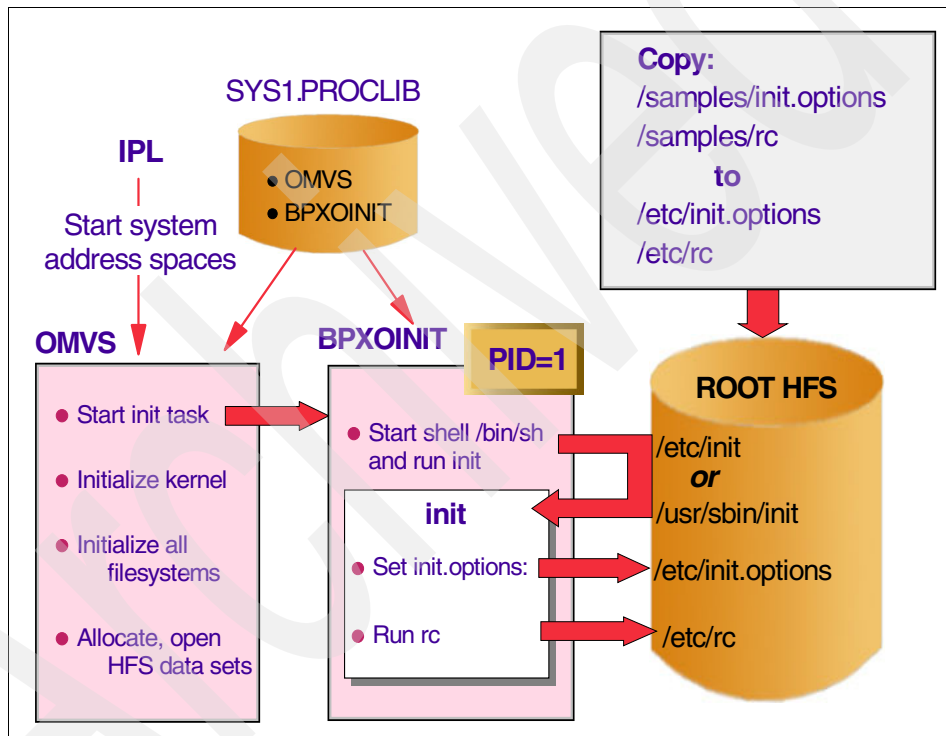 SYS1.PROCLIB
• OMVS
• BPXOINIT
IPL
Start system
address spaces
Copy:
/samples/init.options
/samples/rc
to
/etc/init.options
/etc/rc
OMVS
• Start init task
• Initialize kernel
• Initialize all
filesystems
• Allocate, open
HFS data sets
BPXOINIT
PID=1
• Start shell /bin/sh
and run init
init
• Set init.options:
• Run rc
ROOT HFS
/etc/init
or
/usr/sbin/init
/etc/init.options
/etc/rc